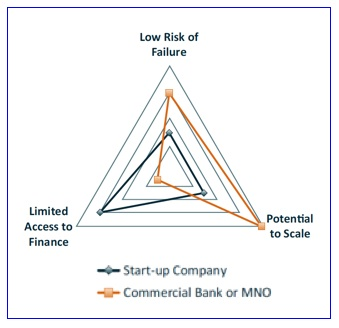 Low Risk of
Failure
Limited
Access to
Finance
Potential
to Scale
Start-up Company
Commercial Bank or MNO